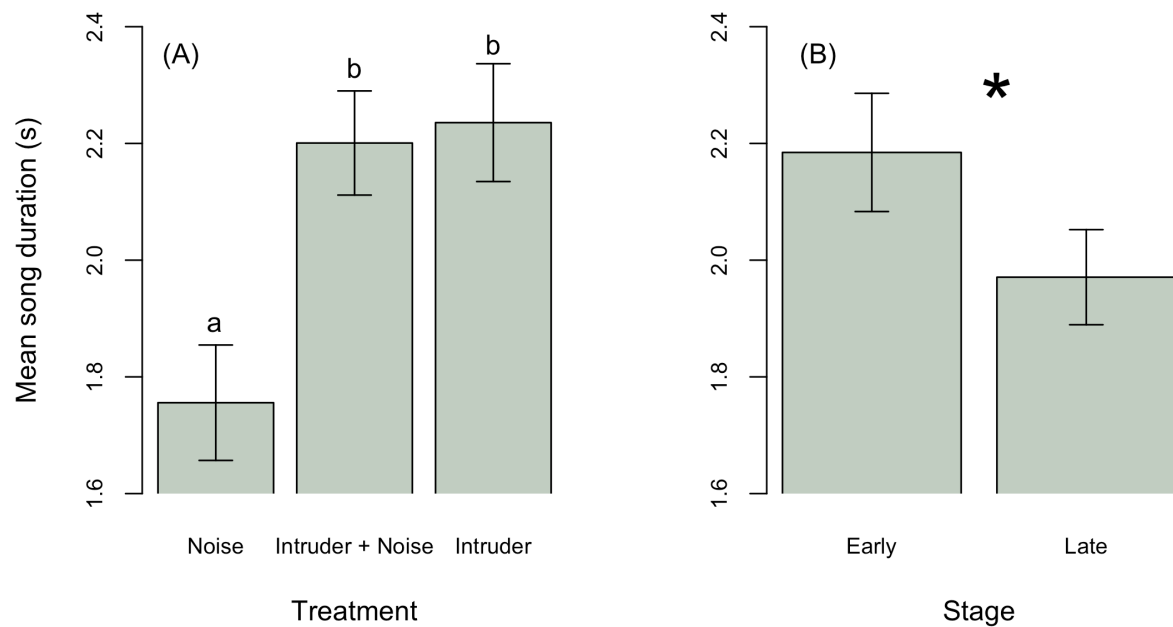 (A)
a
b
b
2.4
2.2
2.0
1.8
1.6
Mean song duration (s)
Noise
Intruder + Noise
Intruder
Treatment
(B)
*
2.4
2.2
2.0
1.8
1.6
Early
Late
Stage